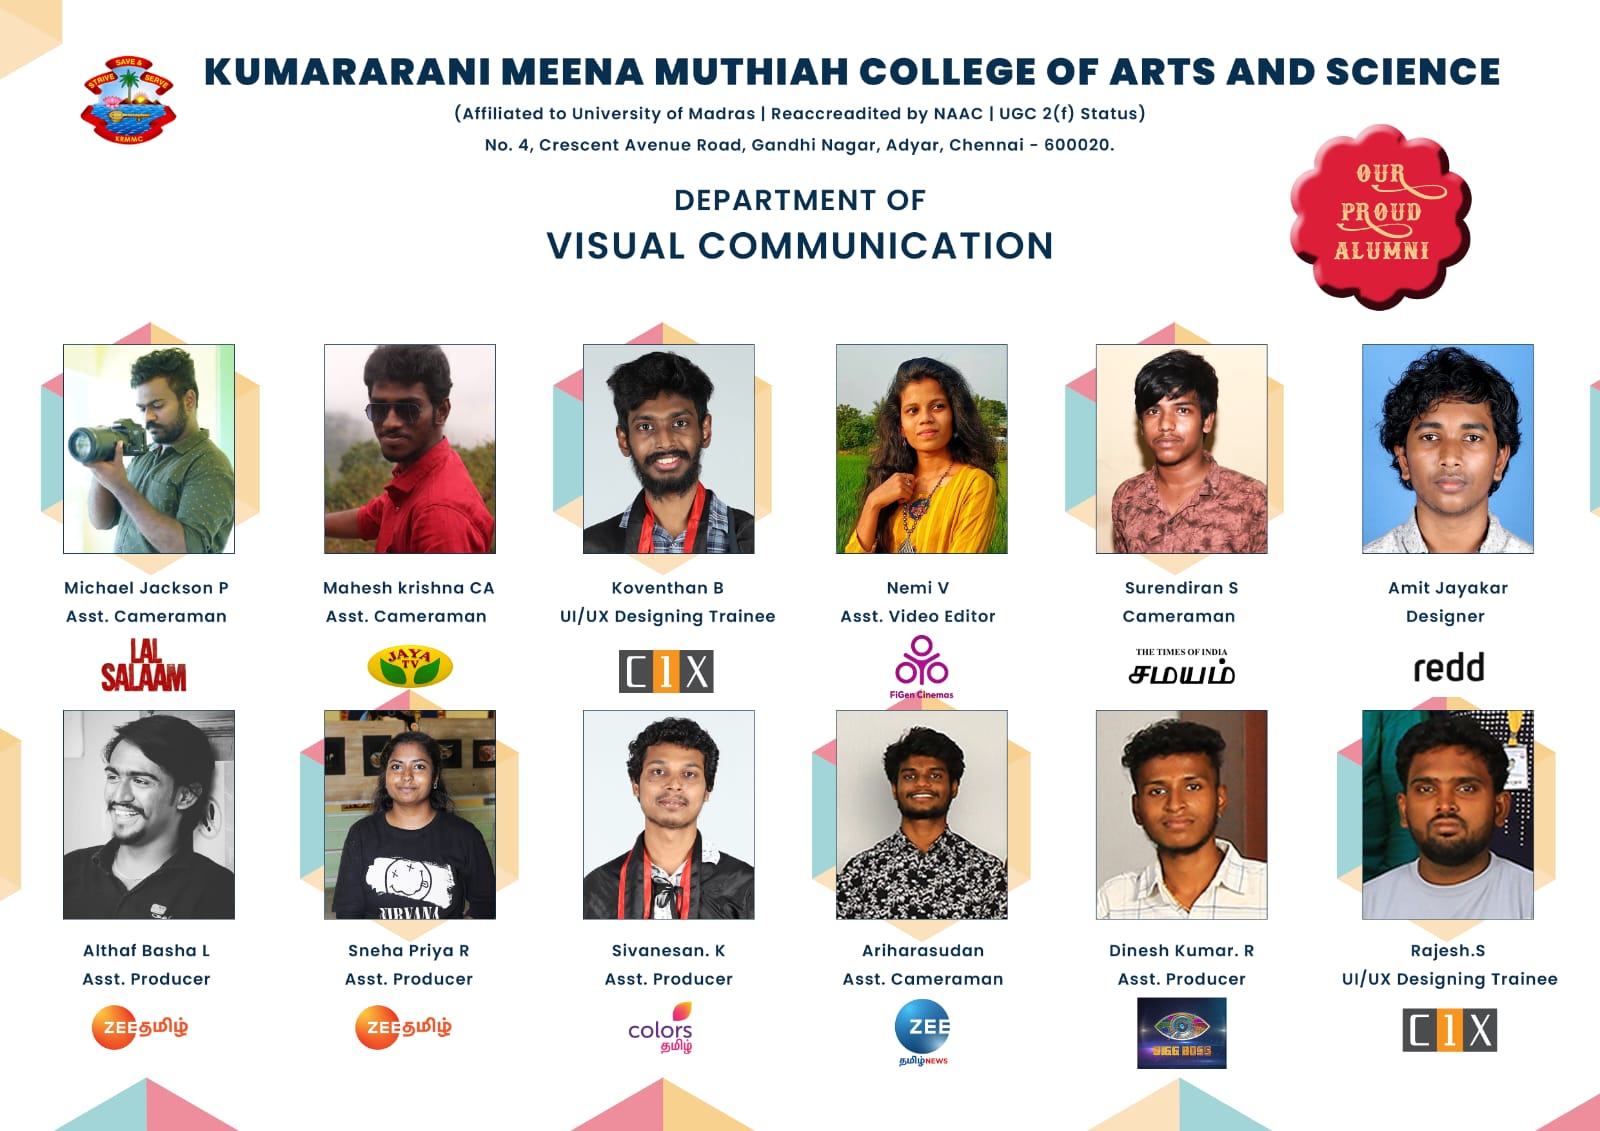 SAVE &
STRIVE
SERVE
KRMMC
KUMARARANI MEENA MUTHIAH COLLEGE OF ARTS AND SCIENCE
(Affiliated to University of Madras | Reaccreadited by NAAC | UGC 2(f) Status)
No. 4, Crescent Avenue Road, Gandhi Nagar, Adyar, Chennai - 600020.
DEPARTMENT OF
VISUAL COMMUNICATION
OUR
PROUD
ALUMNI
Michael Jackson P
Asst. Cameraman
LAL
SALAAM
Mahesh krishna CA
Asst. Cameraman
JAYA
TV
Koventhan B
UI/UX Designing Trainee
C1X
Nemi V
Asst. Video Editor
FiGen Cinemas
Surendiran S
Cameraman
THE TIMES OF INDIA
சமயம்
Amit Jayakar
Designer
redd
NIRVANA
Althaf Basha L
Asst. Producer
ZEEதமிழ்
Sneha Priya R
Asst. Producer
ZEEதமிழ்
Sivanesan. K
Asst. Producer
colors
தமிழ்
Ariharasudan
Asst. Cameraman
ZEE
தமிழ்NEWS
Dinesh Kumar. R
Asst. Producer
BIGG BOSS
Rajesh.S
UI/UX Designing Trainee
C1X